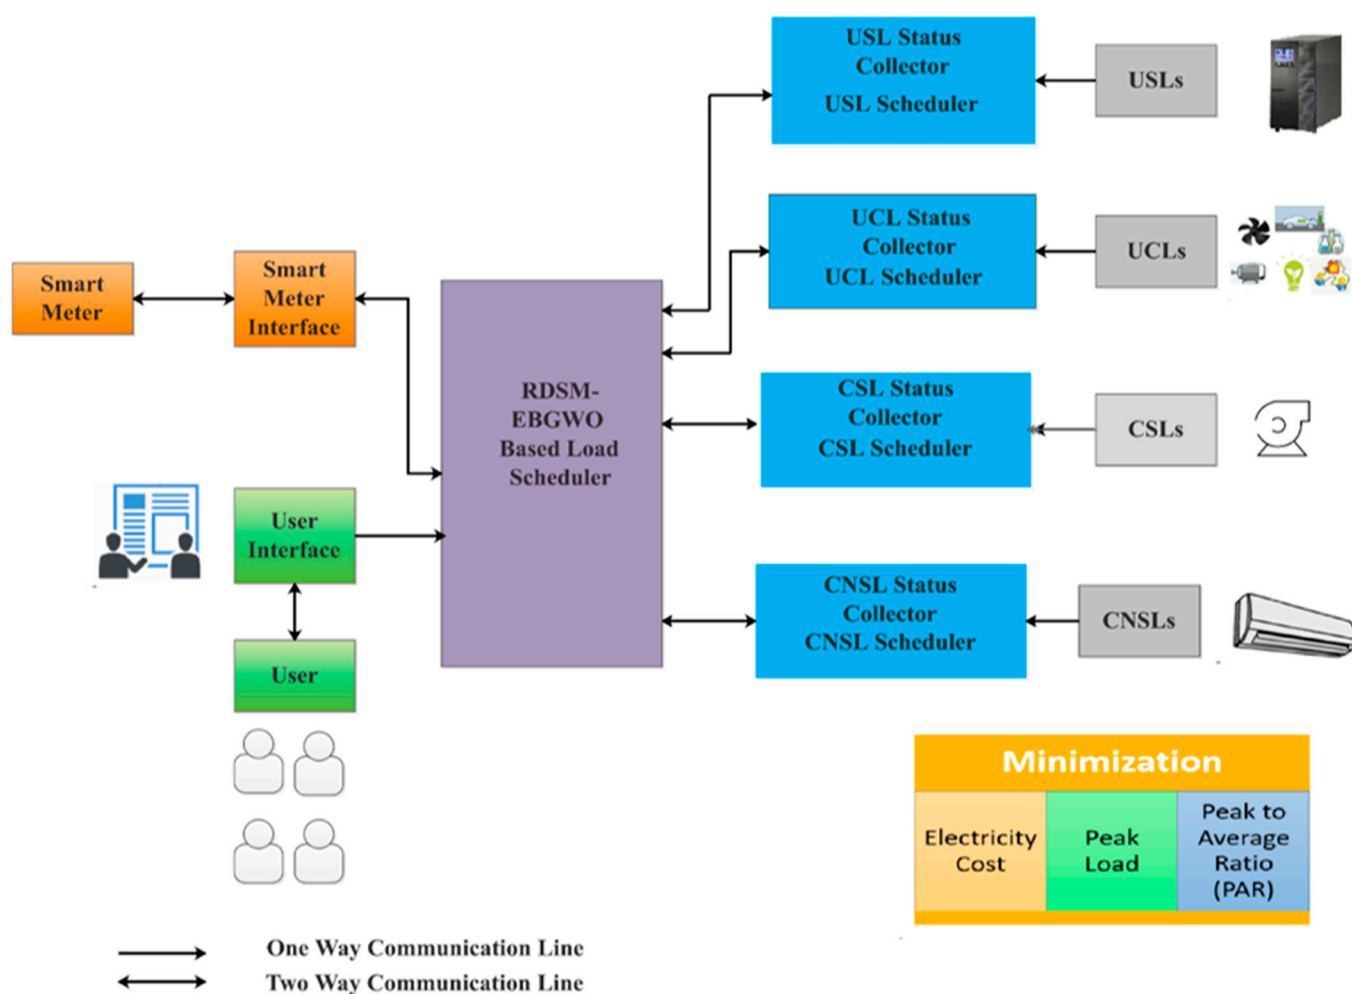 USL Status
Collector
USL Scheduler
USLs
UCL Status
Collector
UCL Scheduler
UCLs
Smart
Meter
Smart
Meter
Interface
RDSM-
EBGWO
Based Load
Scheduler
CSL Status
Collector
CSL Scheduler
CSLs
User
Interface
User
CNSL Status
Collector
CNSL Scheduler
CNSLs
Minimization
Electricity
Cost
Peak
Load
Peak to
Average
Ratio
(PAR)
One Way Communication Line
Two Way Communication Line